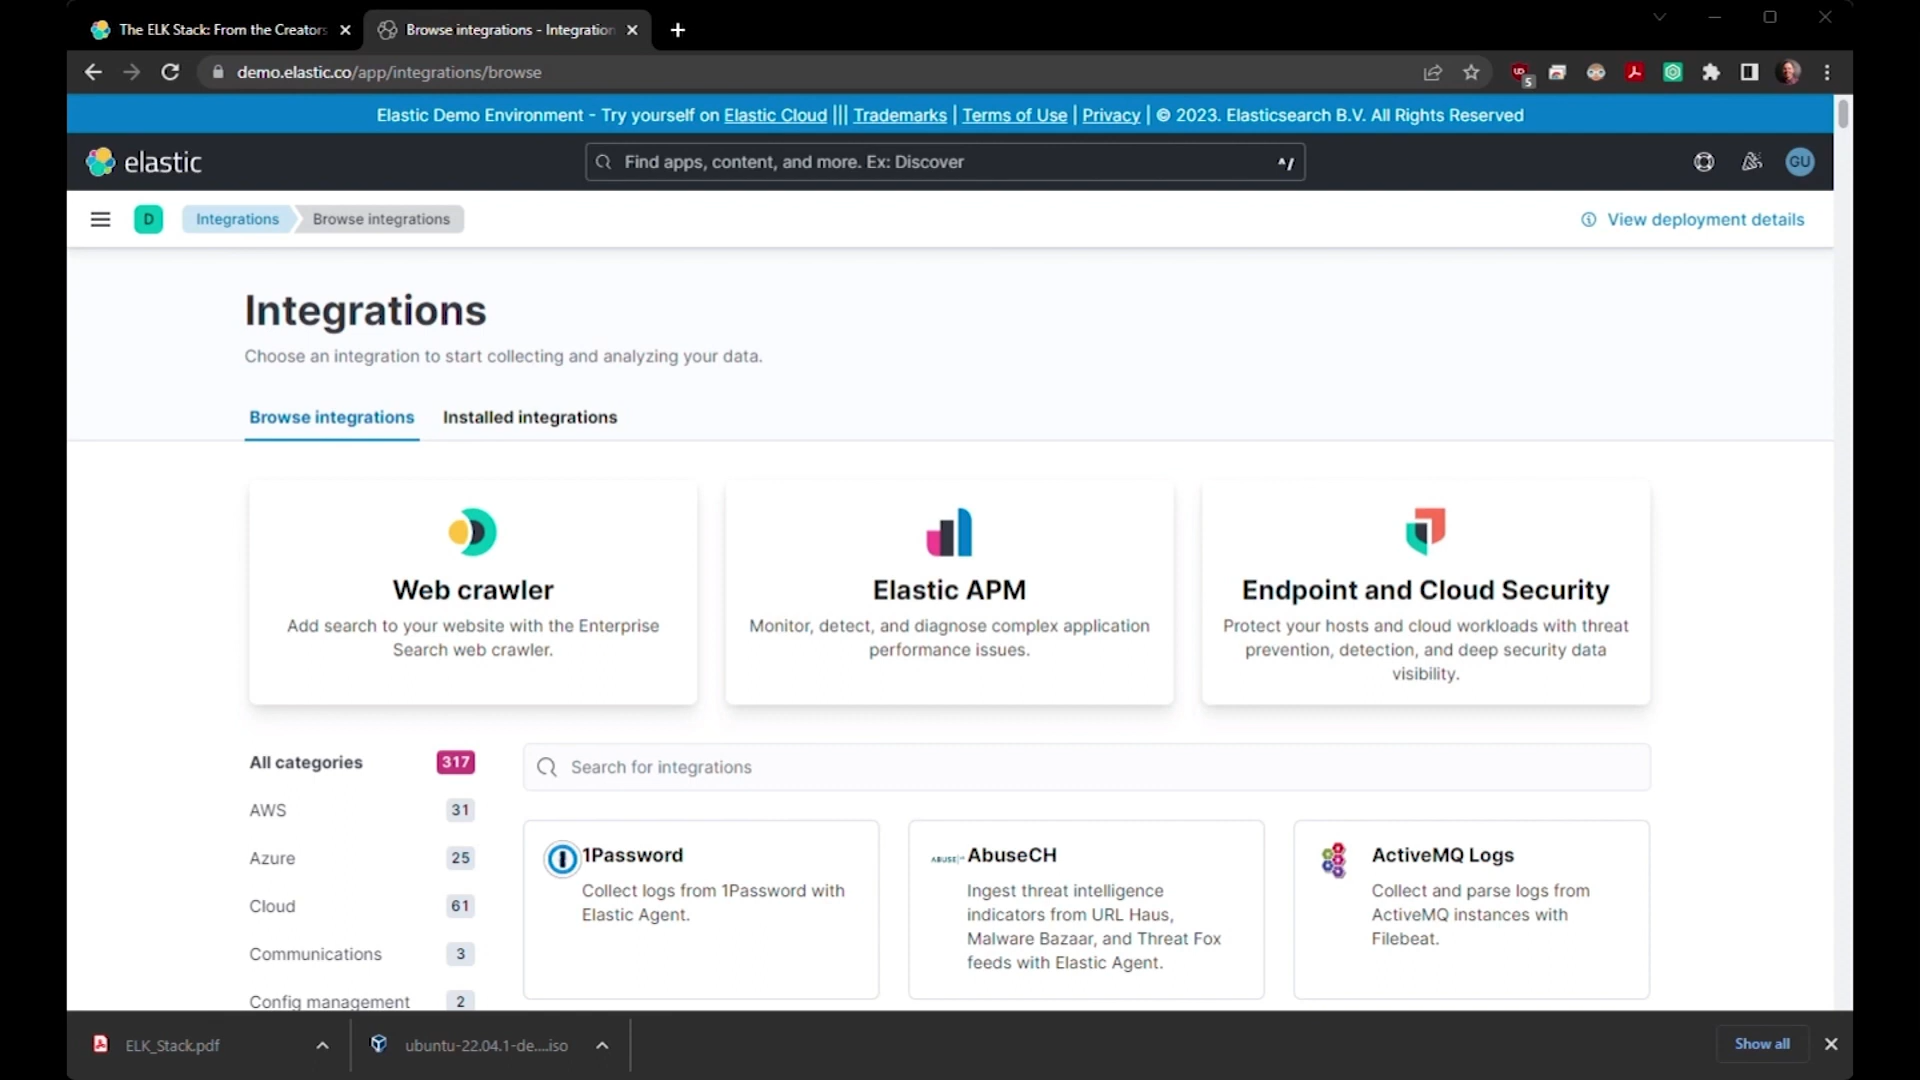 The ELK Stack: From the Creators
Browse integrations - Integration
demo.elastic.co/app/integrations/browse
5
Elastic Demo Environment - Try yourself on Elastic Cloud ||| Trademarks | Terms of Use | Privacy | © 2023. Elasticsearch B.V. All Rights Reserved
elastic
Find apps, content, and more. Ex: Discover
^/
GU
D
Integrations
Browse integrations
View deployment details
Integrations
Choose an integration to start collecting and analyzing your data.
Browse integrations
Installed integrations
Web crawler
Add search to your website with the Enterprise
Search web crawler.
Elastic APM
Monitor, detect, and diagnose complex application
performance issues.
Endpoint and Cloud Security
Protect your hosts and cloud workloads with threat
prevention, detection, and deep security data
visibility.
All categories 317
AWS 31
Azure 25
Cloud 61
Communications 3
Config management 2
Search for integrations
1Password
Collect logs from 1Password with
Elastic Agent.
ABUSE
AbuseCH
Ingest threat intelligence
indicators from URL Haus,
Malware Bazaar, and Threat Fox
feeds with Elastic Agent.
ActiveMQ Logs
Collect and parse logs from
ActiveMQ instances with
Filebeat.
ELK_Stack.pdf
ubuntu-22.04.1-de....iso
Show all